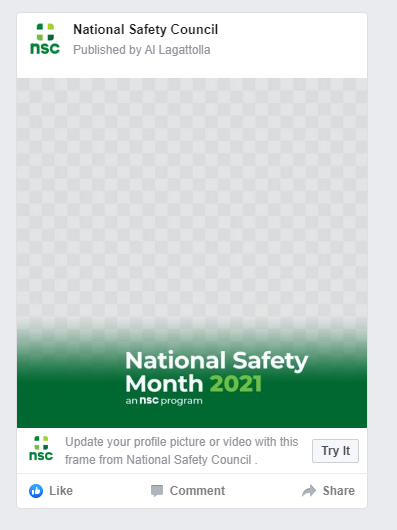 nsc
National Safety Council
Published by Al Lagattolla
National Safety
Month 2021
an nsc program
nsc
Update your profile picture or video with this
frame from National Safety Council .
Try It
Like
Comment
Share